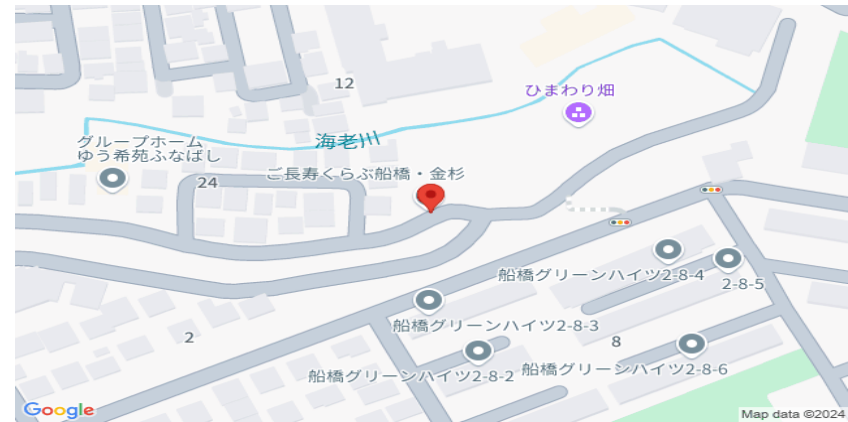 12
ひまわり畑
海老川
グループホーム
ゆう希苑ふなばし
24
ご長寿くらぶ船橋・金杉
船橋グリーンハイツ2-8-4
2-8-5
船橋グリーンハイツ2-8-3
2
8
船橋グリーンハイツ2-8-2
船橋グリーンハイツ2-8-6
Google
Map data ©2024